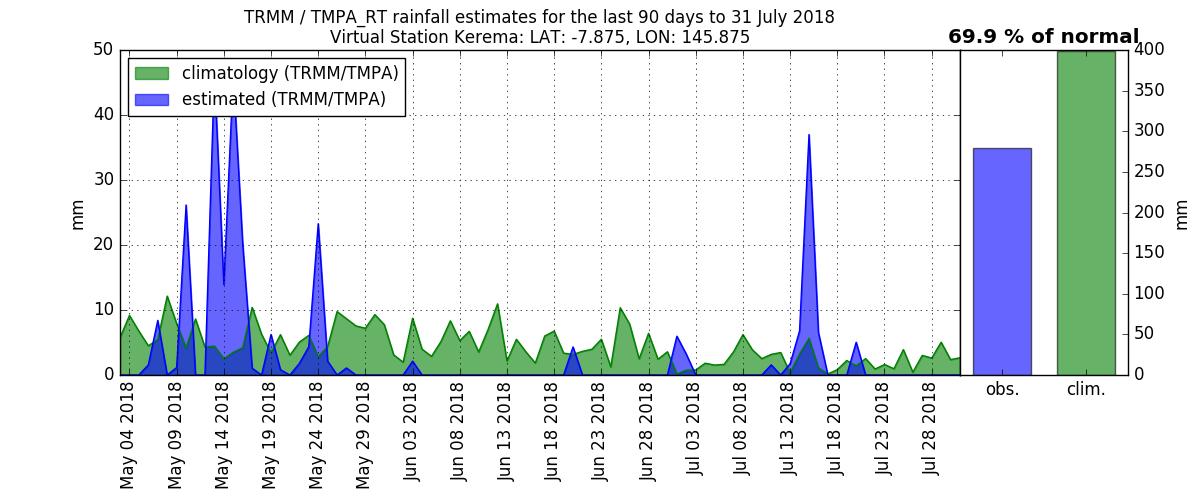 TRMM / TMPA_RT rainfall estimates for the last 90 days to 31 July 2018
Virtual Station Kerema: LAT: -7.875, LON: 145.875
69.9 % of normal
climatology (TRMM/TMPA)
estimated (TRMM/TMPA)
50
40
30
20
10
0
mm
May 04 2018
May 09 2018
May 14 2018
May 19 2018
May 24 2018
May 29 2018
Jun 03 2018
Jun 08 2018
Jun 13 2018
Jun 18 2018
Jun 23 2018
Jun 28 2018
Jul 03 2018
Jul 08 2018
Jul 13 2018
Jul 18 2018
Jul 23 2018
Jul 28 2018
obs.
clim.
400
350
300
250
200
150
100
50
0
mm